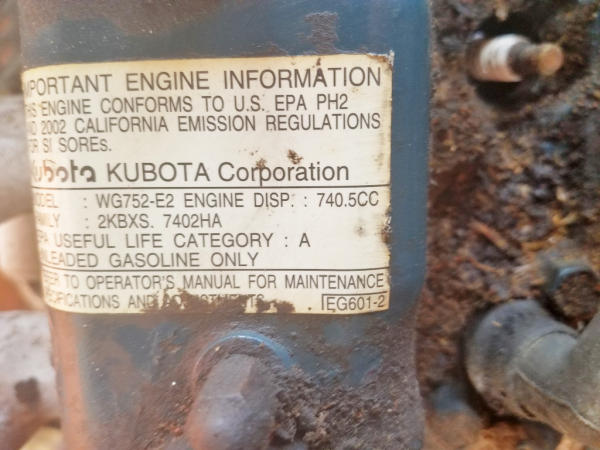 IMPORTANT ENGINE INFORMATION
THIS ENGINE CONFORMS TO U.S. EPA PH2
AND 2002 CALIFORNIA EMISSION REGULATIONS
FOR SI SOREs.
Kubota KUBOTA Corporation
MODEL : WG752-E2 ENGINE DISP. : 740.5CC
FAMILY : 2KBXS. 7402HA
EPA USEFUL LIFE CATEGORY : A
UNLEADED GASOLINE ONLY
REFER TO OPERATOR'S MANUAL FOR MAINTENANCE
SPECIFICATIONS AND ADJUSTMENTS. EG601-2